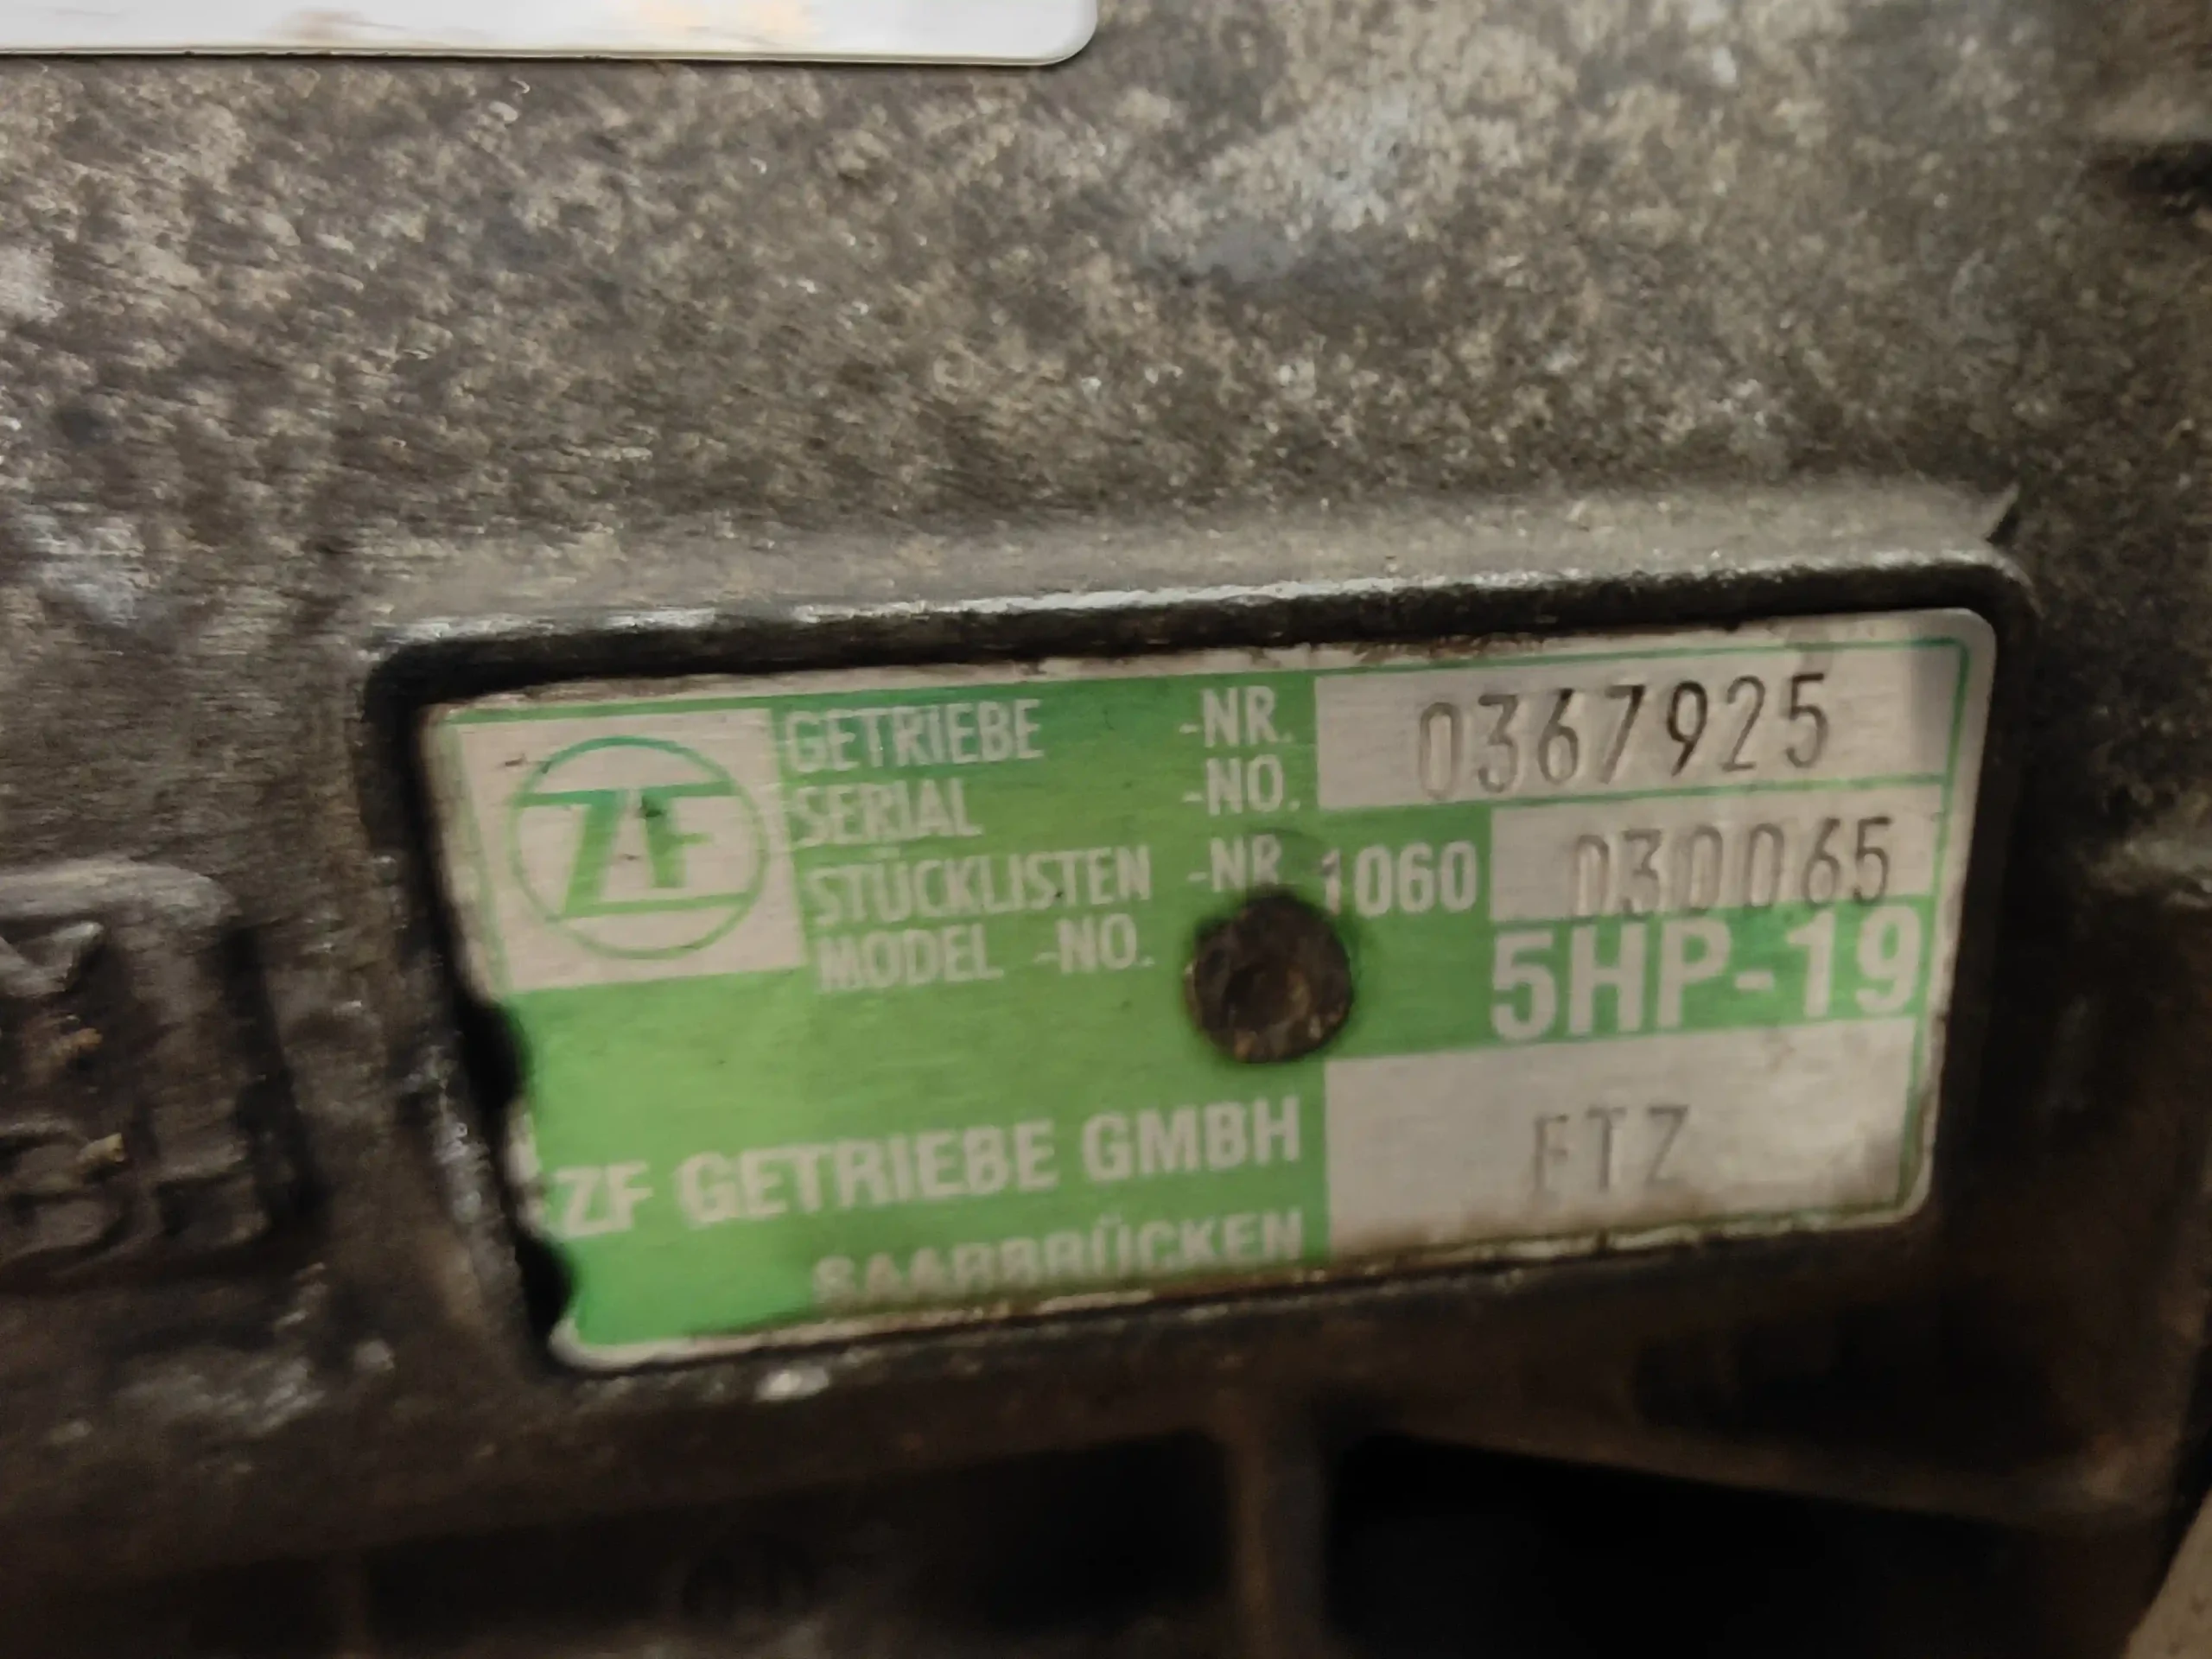 ZF
GETRIEBE -NR. 0367925
SERIAL -NO.
STÜCKLISTEN -NR 1060 030065
MODEL -NO. 5HP-19
ZF GETRIEBE GMBH FTZ
SAARBRÜCKEN